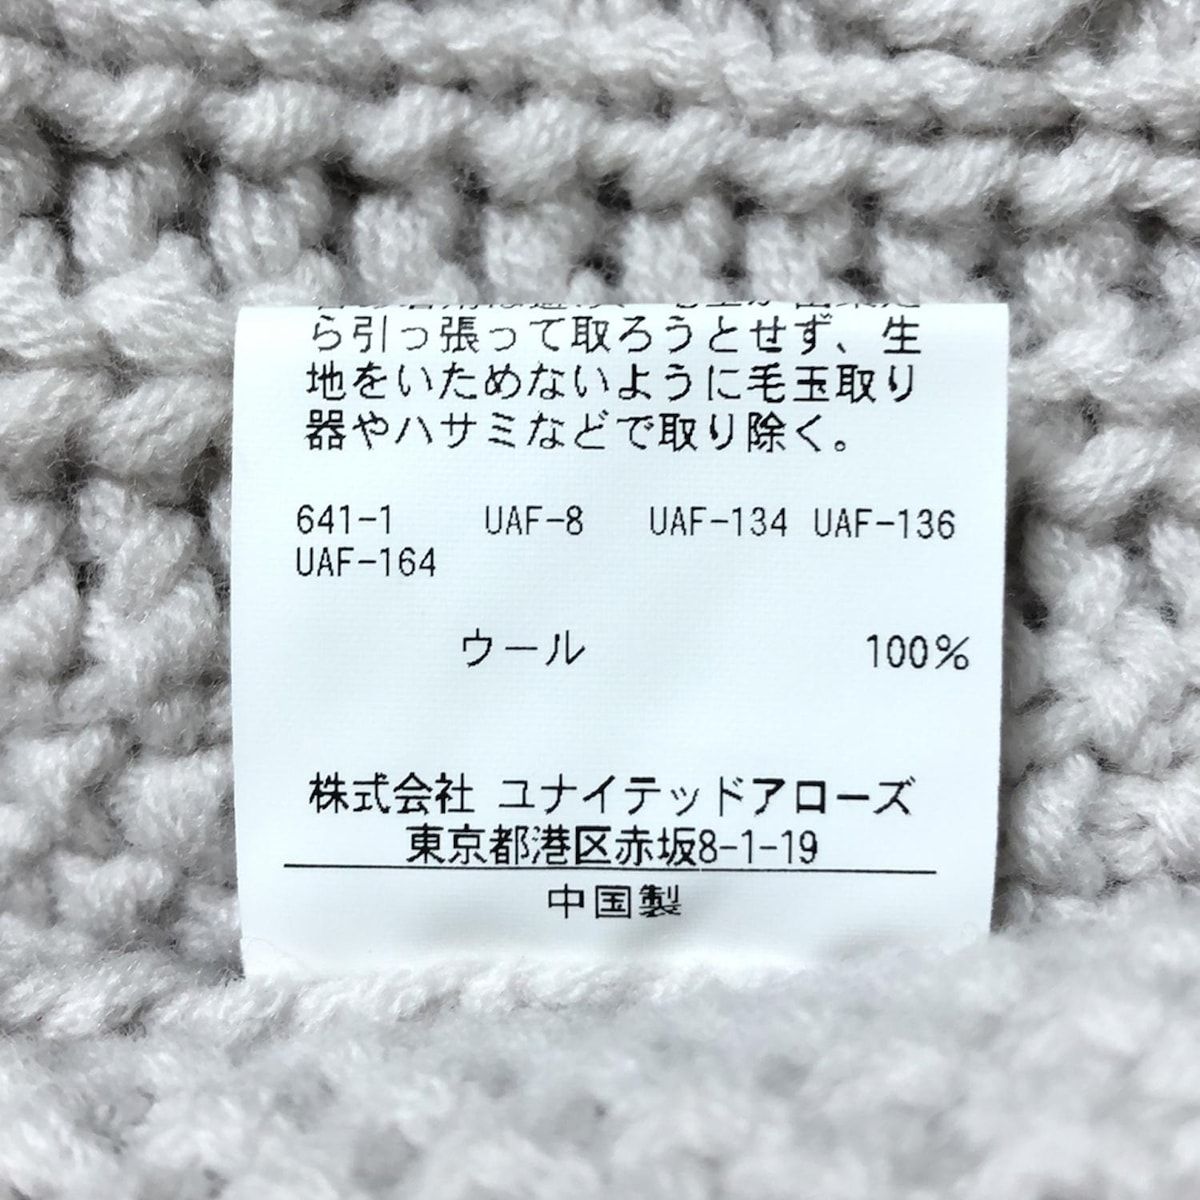 ら引っ張って取ろうとせず、生
地をいためないように毛玉取り
器やハサミなどで取り除く。
641-1 UAF-8 UAF-134 UAF-136
UAF-164
ウール 100%
株式会社 ユナイテッドアローズ
東京都港区赤坂8-1-19
中国製